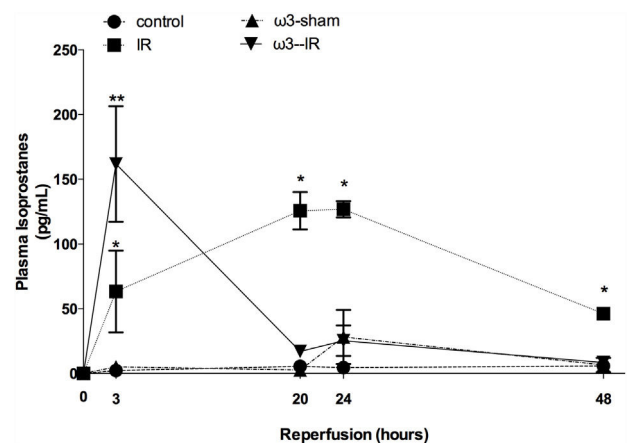 control
ω3-sham
IR
ω3--IR
250
200
150
100
50
0
Plasma Isoprostanes
(pg/mL)
**
*
*
*
*
0
3
20
24
48
Reperfusion (hours)